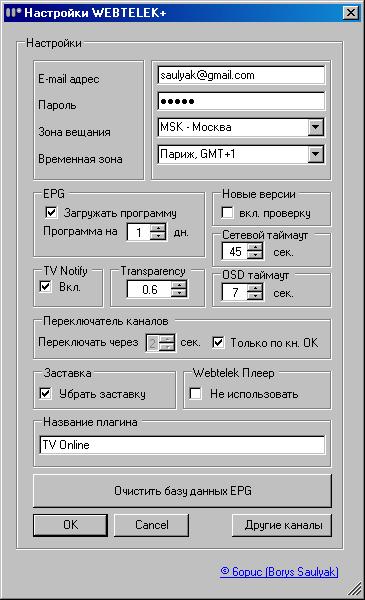 Настройки WEBTELEK+
Настройки
E-mail адрес saulyak@gmail.com
Пароль ●●●●●
Зона вещания MSK - Москва
Временная зона Париж, GMT+1
EPG Новые версии
Загружать программу вкл. проверку
Программа на 1 дн. Сетевой таймаут
45 сек.
TV Notify Transparency OSD таймаут
Вкл. 0.6 7 сек.
Переключатель каналов
Переключать через 2 сек. Только по кн. OK
Заставка Webtelek Плеер
Убрать заставку Не использовать
Название плагина
TV Online
Очистить базу данных EPG
OK Cancel Другие каналы
© борис (Borys Saulyak)